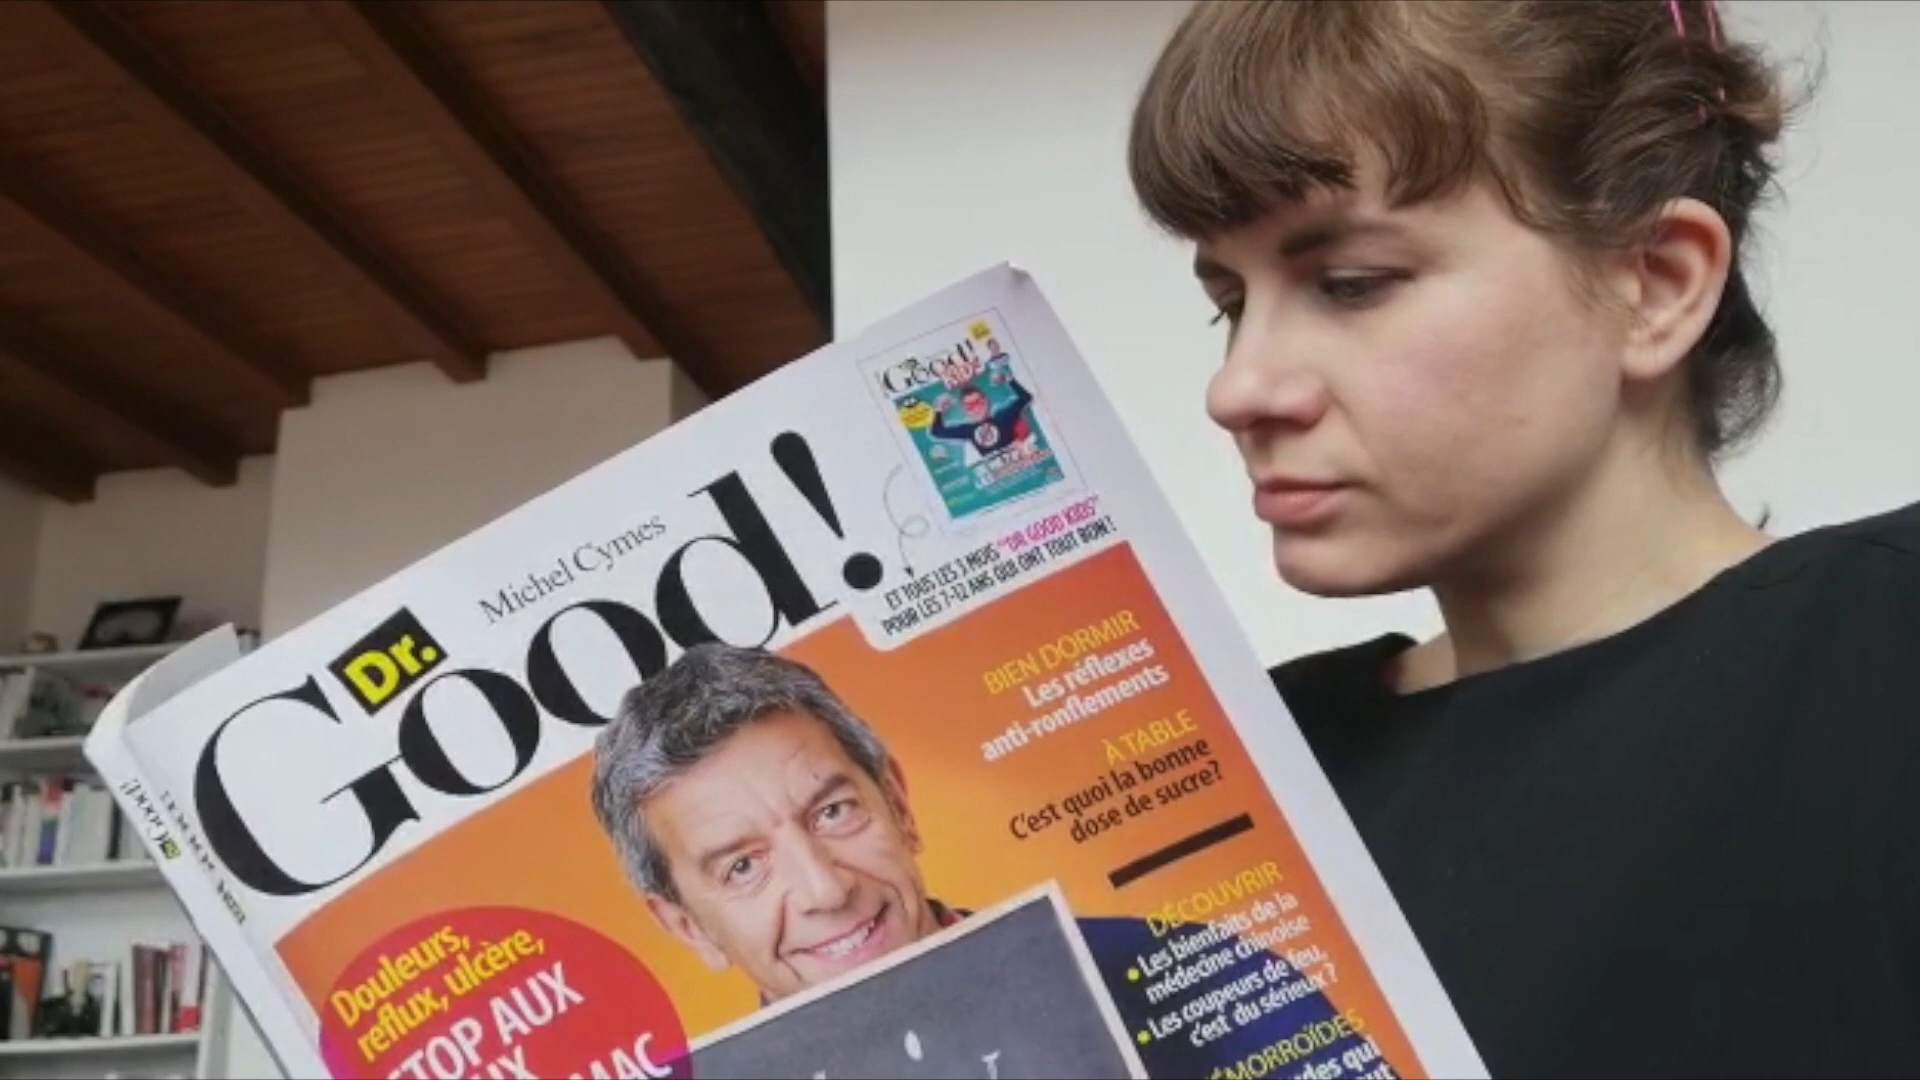 Michel Cymes
Dr.
Good!
Good!
ET TOUS LES 3 MOIS "DR GOOD KIDS"
POUR LES 7-12 ANS QUI ONT TOUT BON !
BIEN DORMIR
Les réflexes
anti-ronflements
À TABLE
C'est quoi la bonne
dose de sucre?
DÉCOUVRIR
• Les bienfaits de la
médecine chinoise
• Les coupeurs de feu,
c'est du sérieux ?
Douleurs,
reflux, ulcère,
STOP AUX
Good!